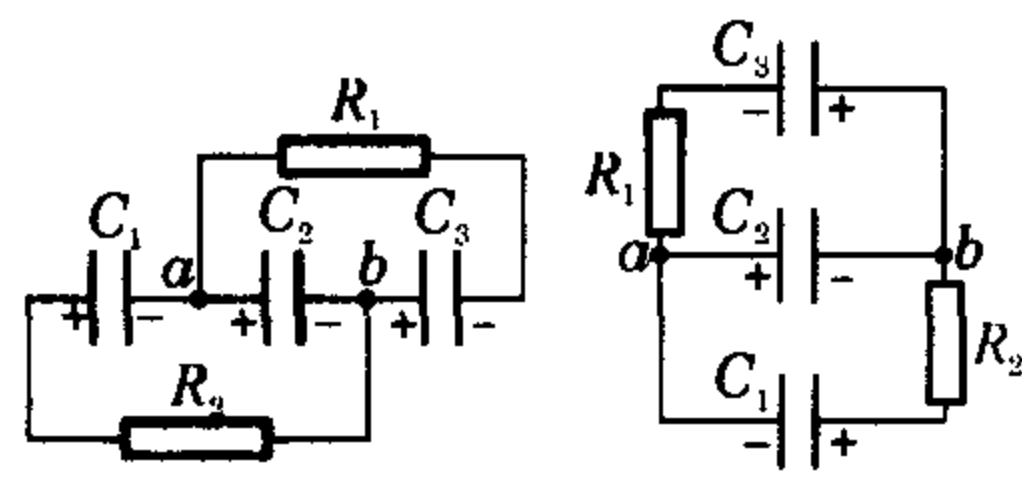 R₁
C₁ C₂ C₃
a b
+ − + − + −
R₂
C₃
− +
R₁
C₂
a b
+ −
R₂
C₁
− +